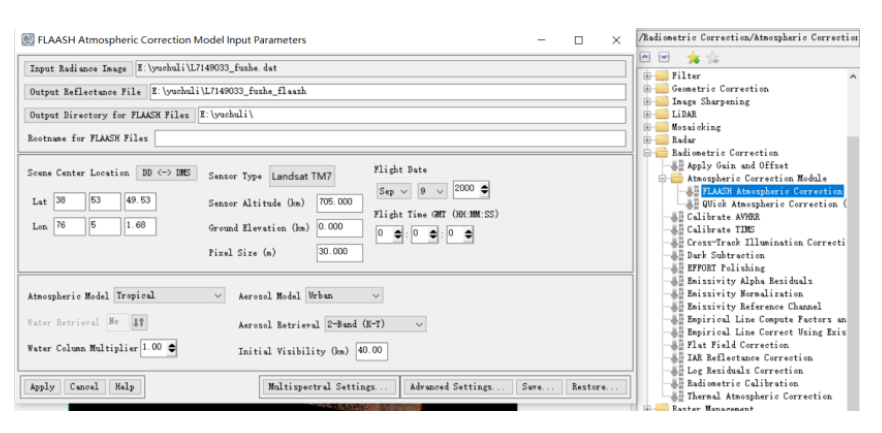 FLAASH Atmospheric Correction Model Input Parameters
Input Radiance Image E:\yuchuli\L7149033_fushe.dat
Output Reflectance File E:\yuchuli\L7149033_fushe_flaash
Output Directory for FLAASH Files E:\yuchuli\
Rootname for FLAASH Files
Scene Center Location DD <-> DMS
Lat 38 53 49.53
Lon 76 5 1.68
Sensor Type Landsat TM7
Sensor Altitude (km) 705.000
Ground Elevation (km) 0.000
Pixel Size (m) 30.000
Flight Date
Sep 9 2000
Flight Time GMT (HH:MM:SS)
0 : 0 : 0
Atmospheric Model Tropical
Water Retrieval No
Water Column Multiplier 1.00
Aerosol Model Urban
Aerosol Retrieval 2-Band (K-T)
Initial Visibility (km) 40.00
Apply Cancel Help Multispectral Settings... Advanced Settings... Save... Restore...
/Radiometric Correction/Atmospheric Correction
Filter
Geometric Correction
Image Sharpening
LiDAR
Mosaicking
Radar
Radiometric Correction
Apply Gain and Offset
Atmospheric Correction Module
FLAASH Atmospheric Correction
QUick Atmospheric Correction (
Calibrate AVHRR
Calibrate TIMS
Cross-Track Illumination Correcti
Dark Subtraction
EFFORT Polishing
Emissivity Alpha Residuals
Emissivity Normalization
Emissivity Reference Channel
Empirical Line Compute Factors an
Empirical Line Correct Using Exis
Flat Field Correction
IAR Reflectance Correction
Log Residuals Correction
Radiometric Calibration
Thermal Atmospheric Correction
Raster Management